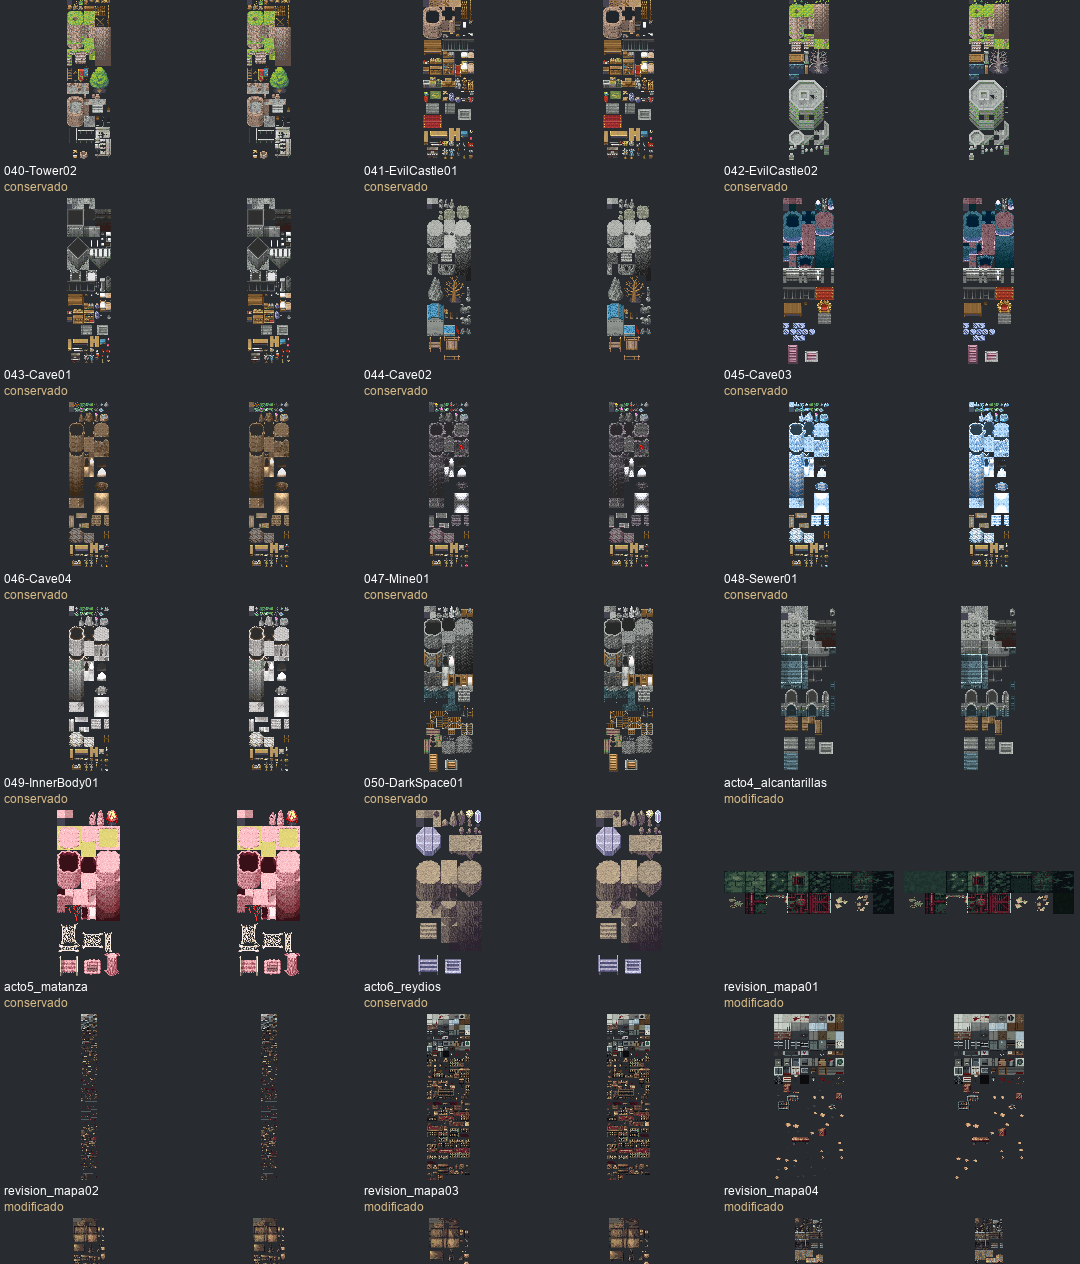 040-Tower02
conservado
041-EvilCastle01
conservado
042-EvilCastle02
conservado
043-Cave01
conservado
044-Cave02
conservado
045-Cave03
conservado
046-Cave04
conservado
047-Mine01
conservado
048-Sewer01
conservado
049-InnerBody01
conservado
050-DarkSpace01
conservado
acto4_alcantarillas
modificado
acto5_matanza
conservado
acto6_reydios
conservado
revision_mapa01
modificado
revision_mapa02
modificado
revision_mapa03
modificado
revision_mapa04
modificado